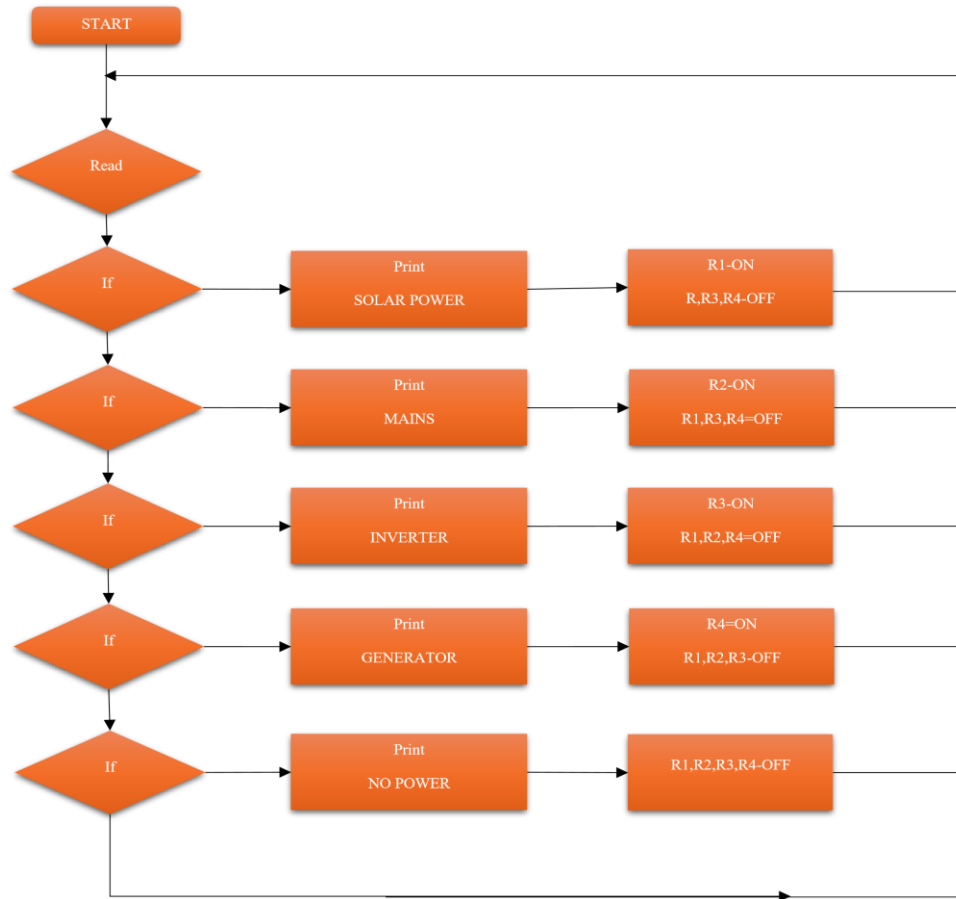 START
Read
If
Print
SOLAR POWER
R1-ON
R,R3,R4-OFF
If
Print
MAINS
R2-ON
R1,R3,R4=OFF
If
Print
INVERTER
R3-ON
R1,R2,R4=OFF
If
Print
GENERATOR
R4=ON
R1,R2,R3-OFF
If
Print
NO POWER
R1,R2,R3,R4-OFF